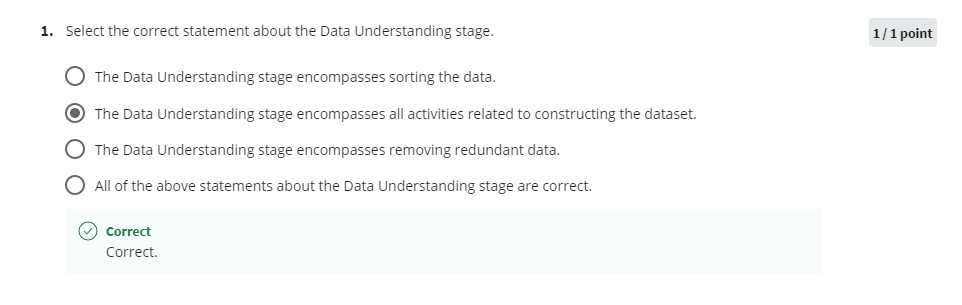 1. Select the correct statement about the Data Understanding stage.
1 / 1 point
The Data Understanding stage encompasses sorting the data.
The Data Understanding stage encompasses all activities related to constructing the dataset.
The Data Understanding stage encompasses removing redundant data.
All of the above statements about the Data Understanding stage are correct.
Correct
Correct.